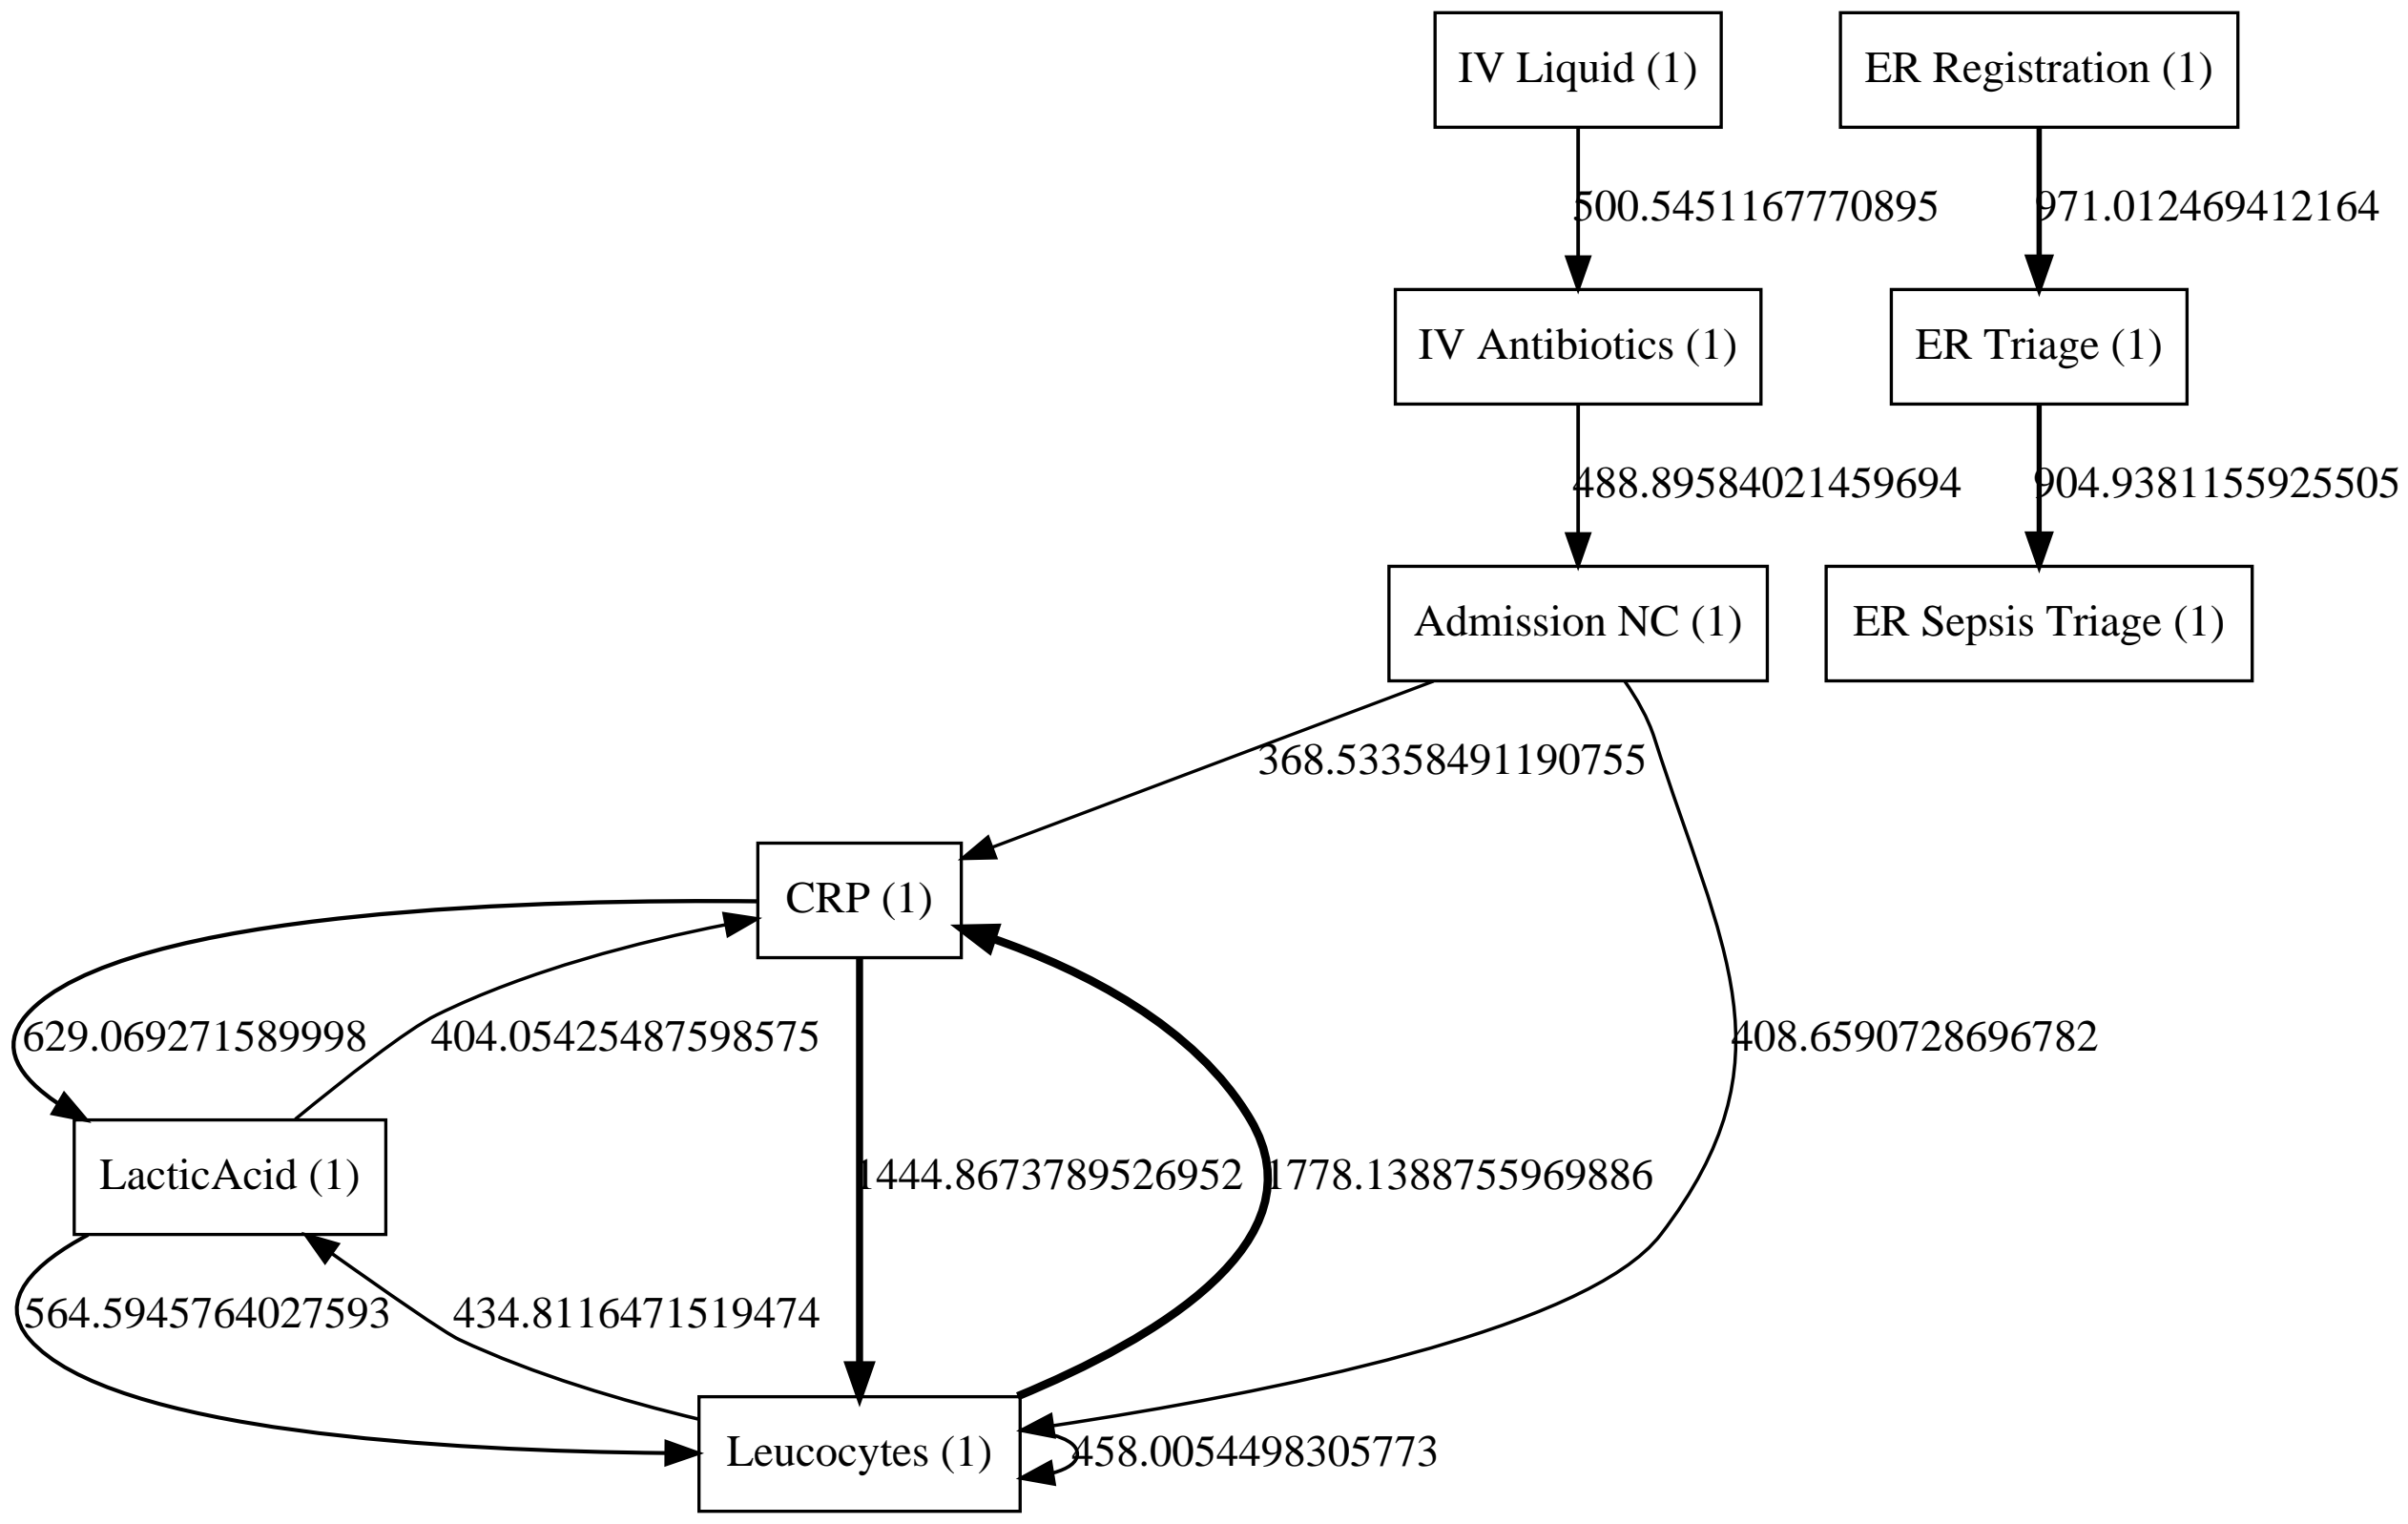 IV Liquid (1)
ER Registration (1)
500.5451167770895
971.012469412164
IV Antibiotics (1)
ER Triage (1)
488.89584021459694
904.9381155925505
Admission NC (1)
ER Sepsis Triage (1)
368.53358491190755
CRP (1)
629.069271589998
404.05425487598575
408.6590728696782
LacticAcid (1)
1444.8673789526952
1778.1388755969886
564.5945764027593
434.8116471519474
Leucocytes (1)
458.0054498305773